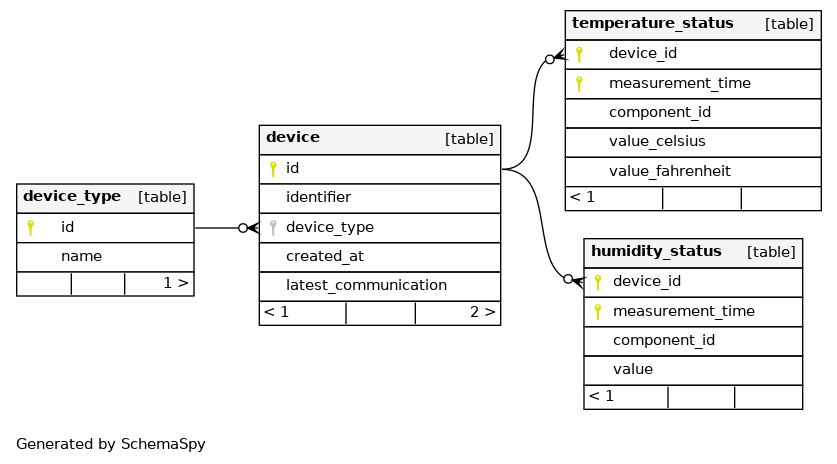 temperature_status [table]
device_id
measurement_time
component_id
value_celsius
value_fahrenheit
< 1
device [table]
id
identifier
device_type
created_at
latest_communication
< 1 2 >
device_type [table]
id
name
1 >
humidity_status [table]
device_id
measurement_time
component_id
value
< 1
Generated by SchemaSpy